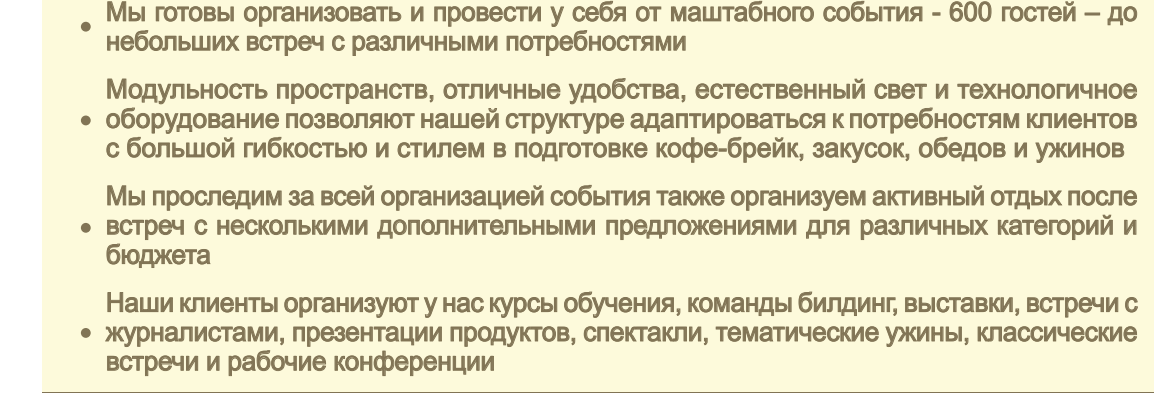 • Мы готовы организовать и провести у себя от маштабного события - 600 гостей – до
небольших встреч с различными потребностями
Модульность пространств, отличные удобства, естественный свет и технологичное
• оборудование позволяют нашей структуре адаптироваться к потребностям клиентов
с большой гибкостью и стилем в подготовке кофе-брейк, закусок, обедов и ужинов
Мы проследим за всей организацией события также организуем активный отдых после
• встреч с несколькими дополнительными предложениями для различных категорий и
бюджета
Наши клиенты организуют у нас курсы обучения, команды билдинг, выставки, встречи с
• журналистами, презентации продуктов, спектакли, тематические ужины, классические
встречи и рабочие конференции